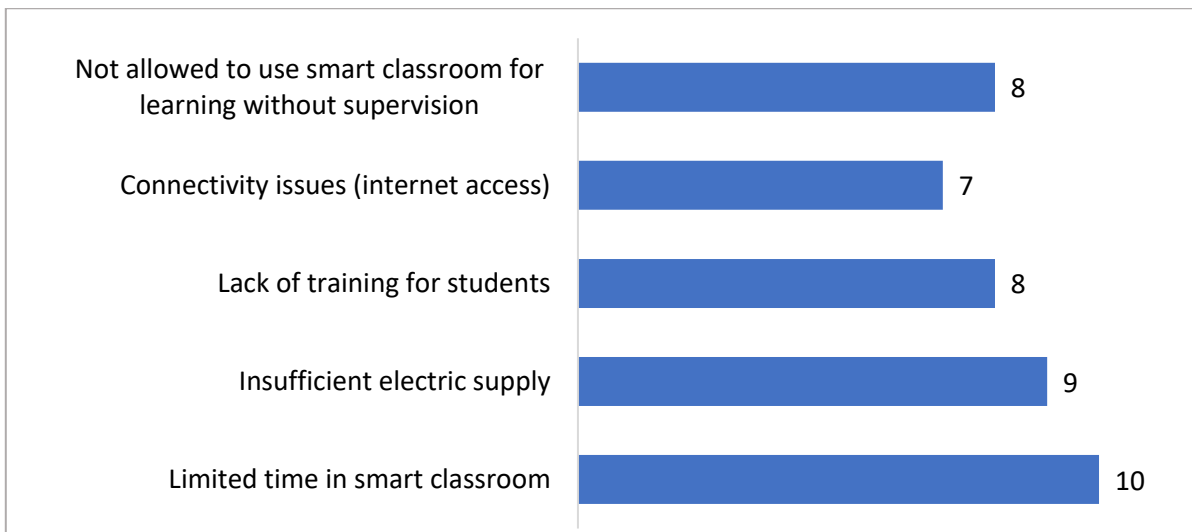 Not allowed to use smart classroom for
learning without supervision
8
Connectivity issues (internet access)
7
Lack of training for students
8
Insufficient electric supply
9
Limited time in smart classroom
10